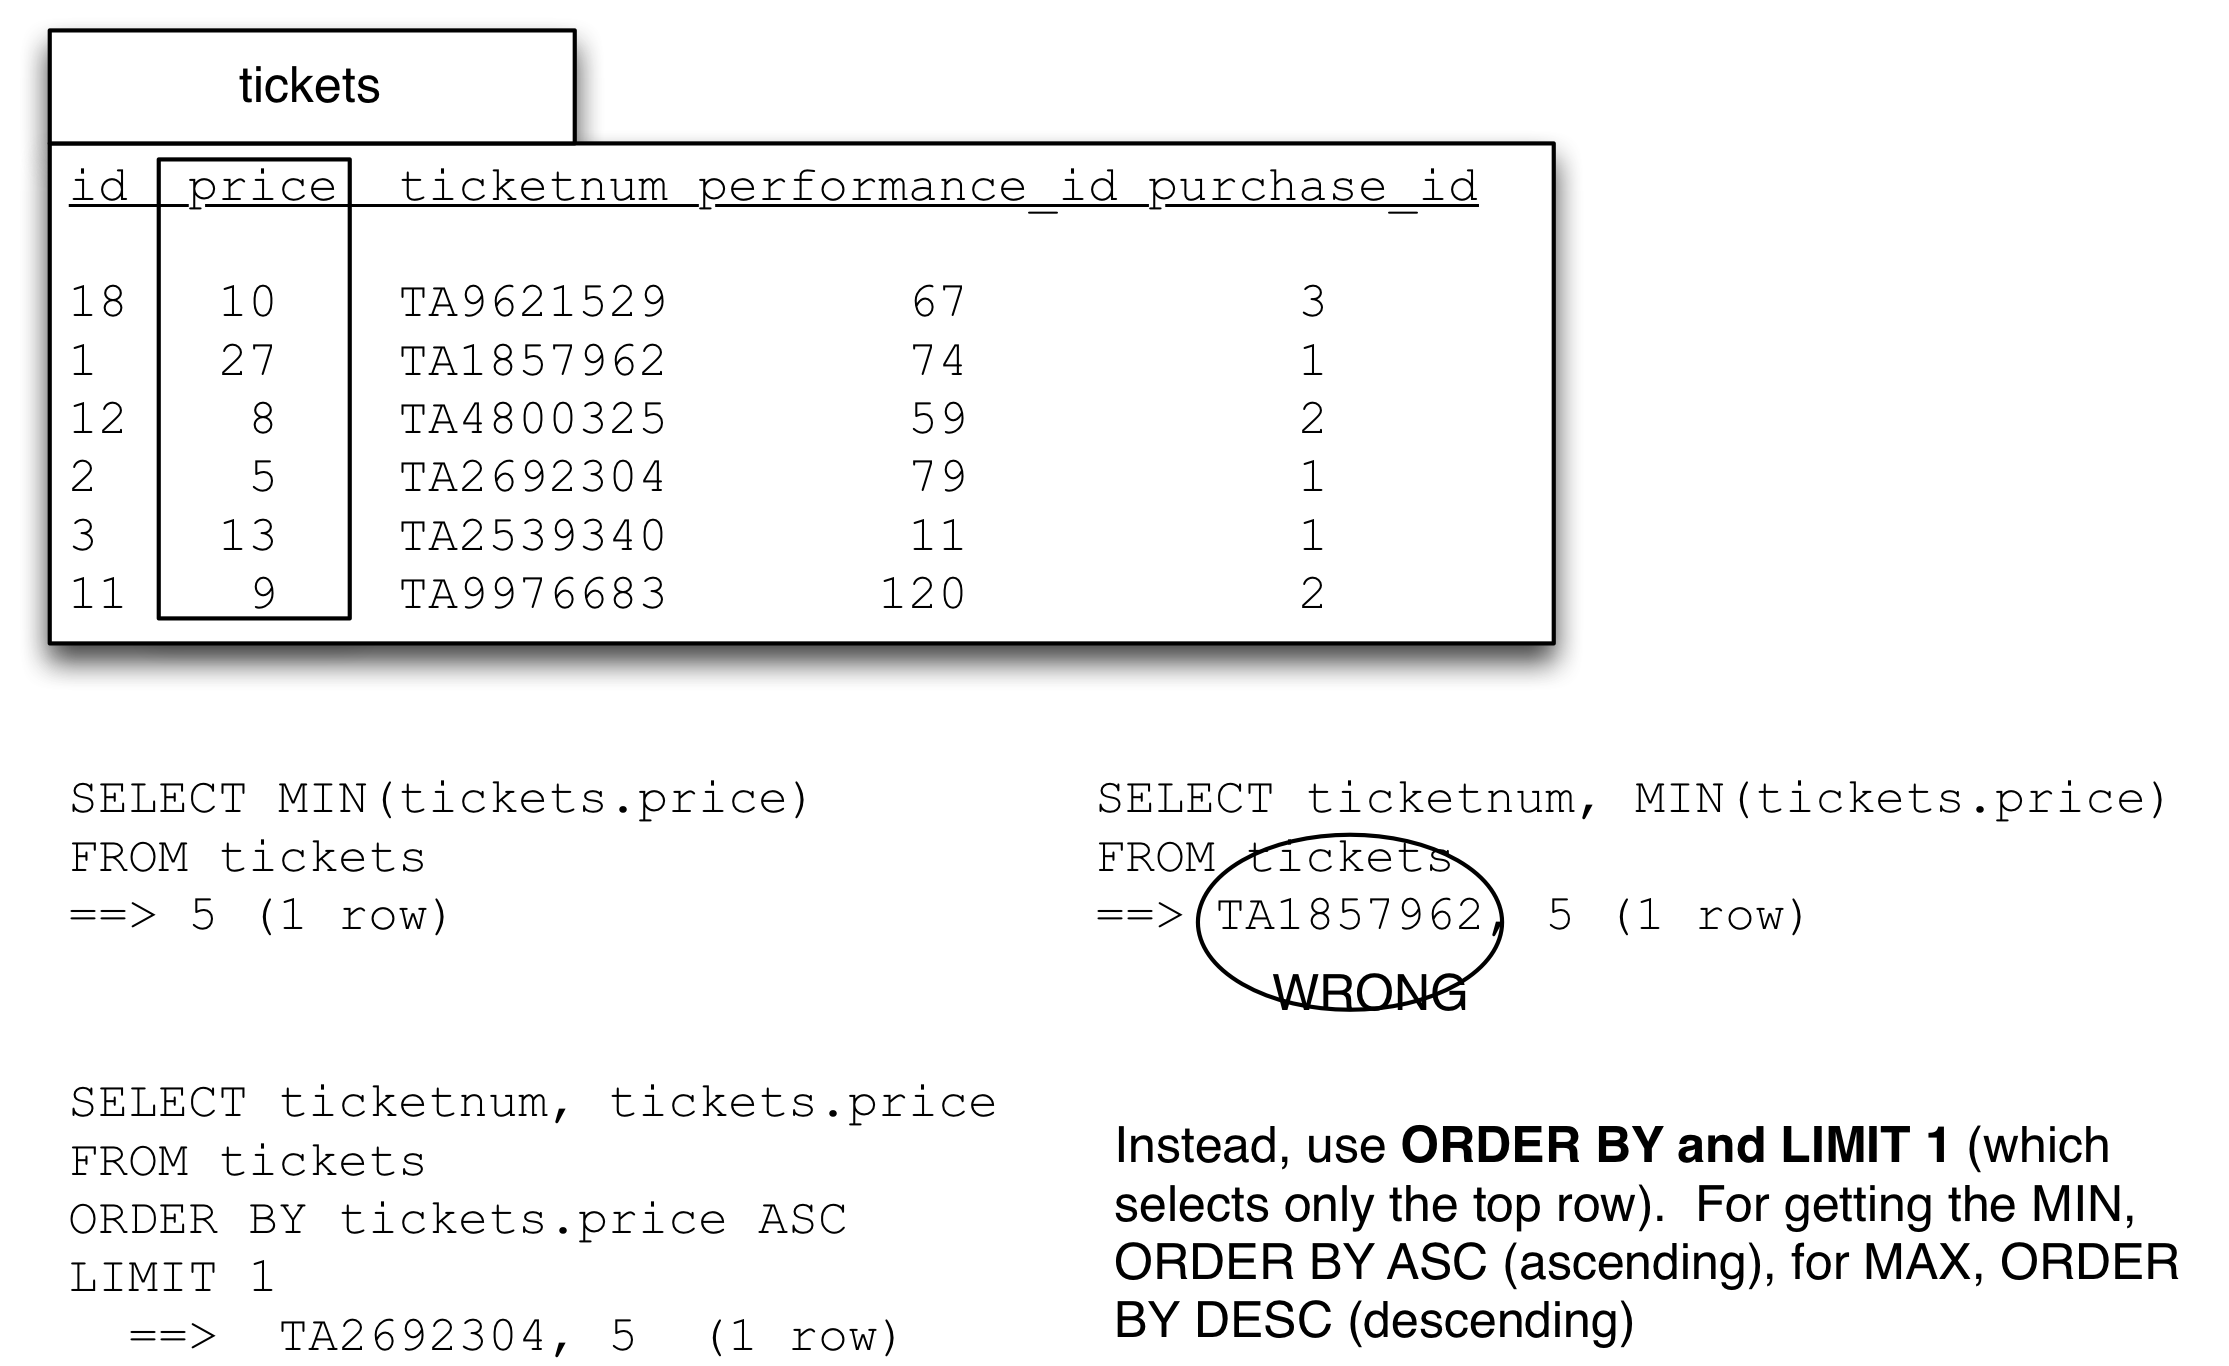 tickets
id price ticketnum performance_id purchase_id
18 10 TA9621529 67 3
1 27 TA1857962 74 1
12 8 TA4800325 59 2
2 5 TA2692304 79 1
3 13 TA2539340 11 1
11 9 TA9976683 120 2
SELECT MIN(tickets.price)
FROM tickets
==> 5 (1 row)
SELECT ticketnum, MIN(tickets.price)
FROM tickets
==> TA1857962, 5 (1 row)
WRONG
SELECT ticketnum, tickets.price
FROM tickets
ORDER BY tickets.price ASC
LIMIT 1
==> TA2692304, 5 (1 row)
Instead, use ORDER BY and LIMIT 1 (which
selects only the top row). For getting the MIN,
ORDER BY ASC (ascending), for MAX, ORDER
BY DESC (descending)